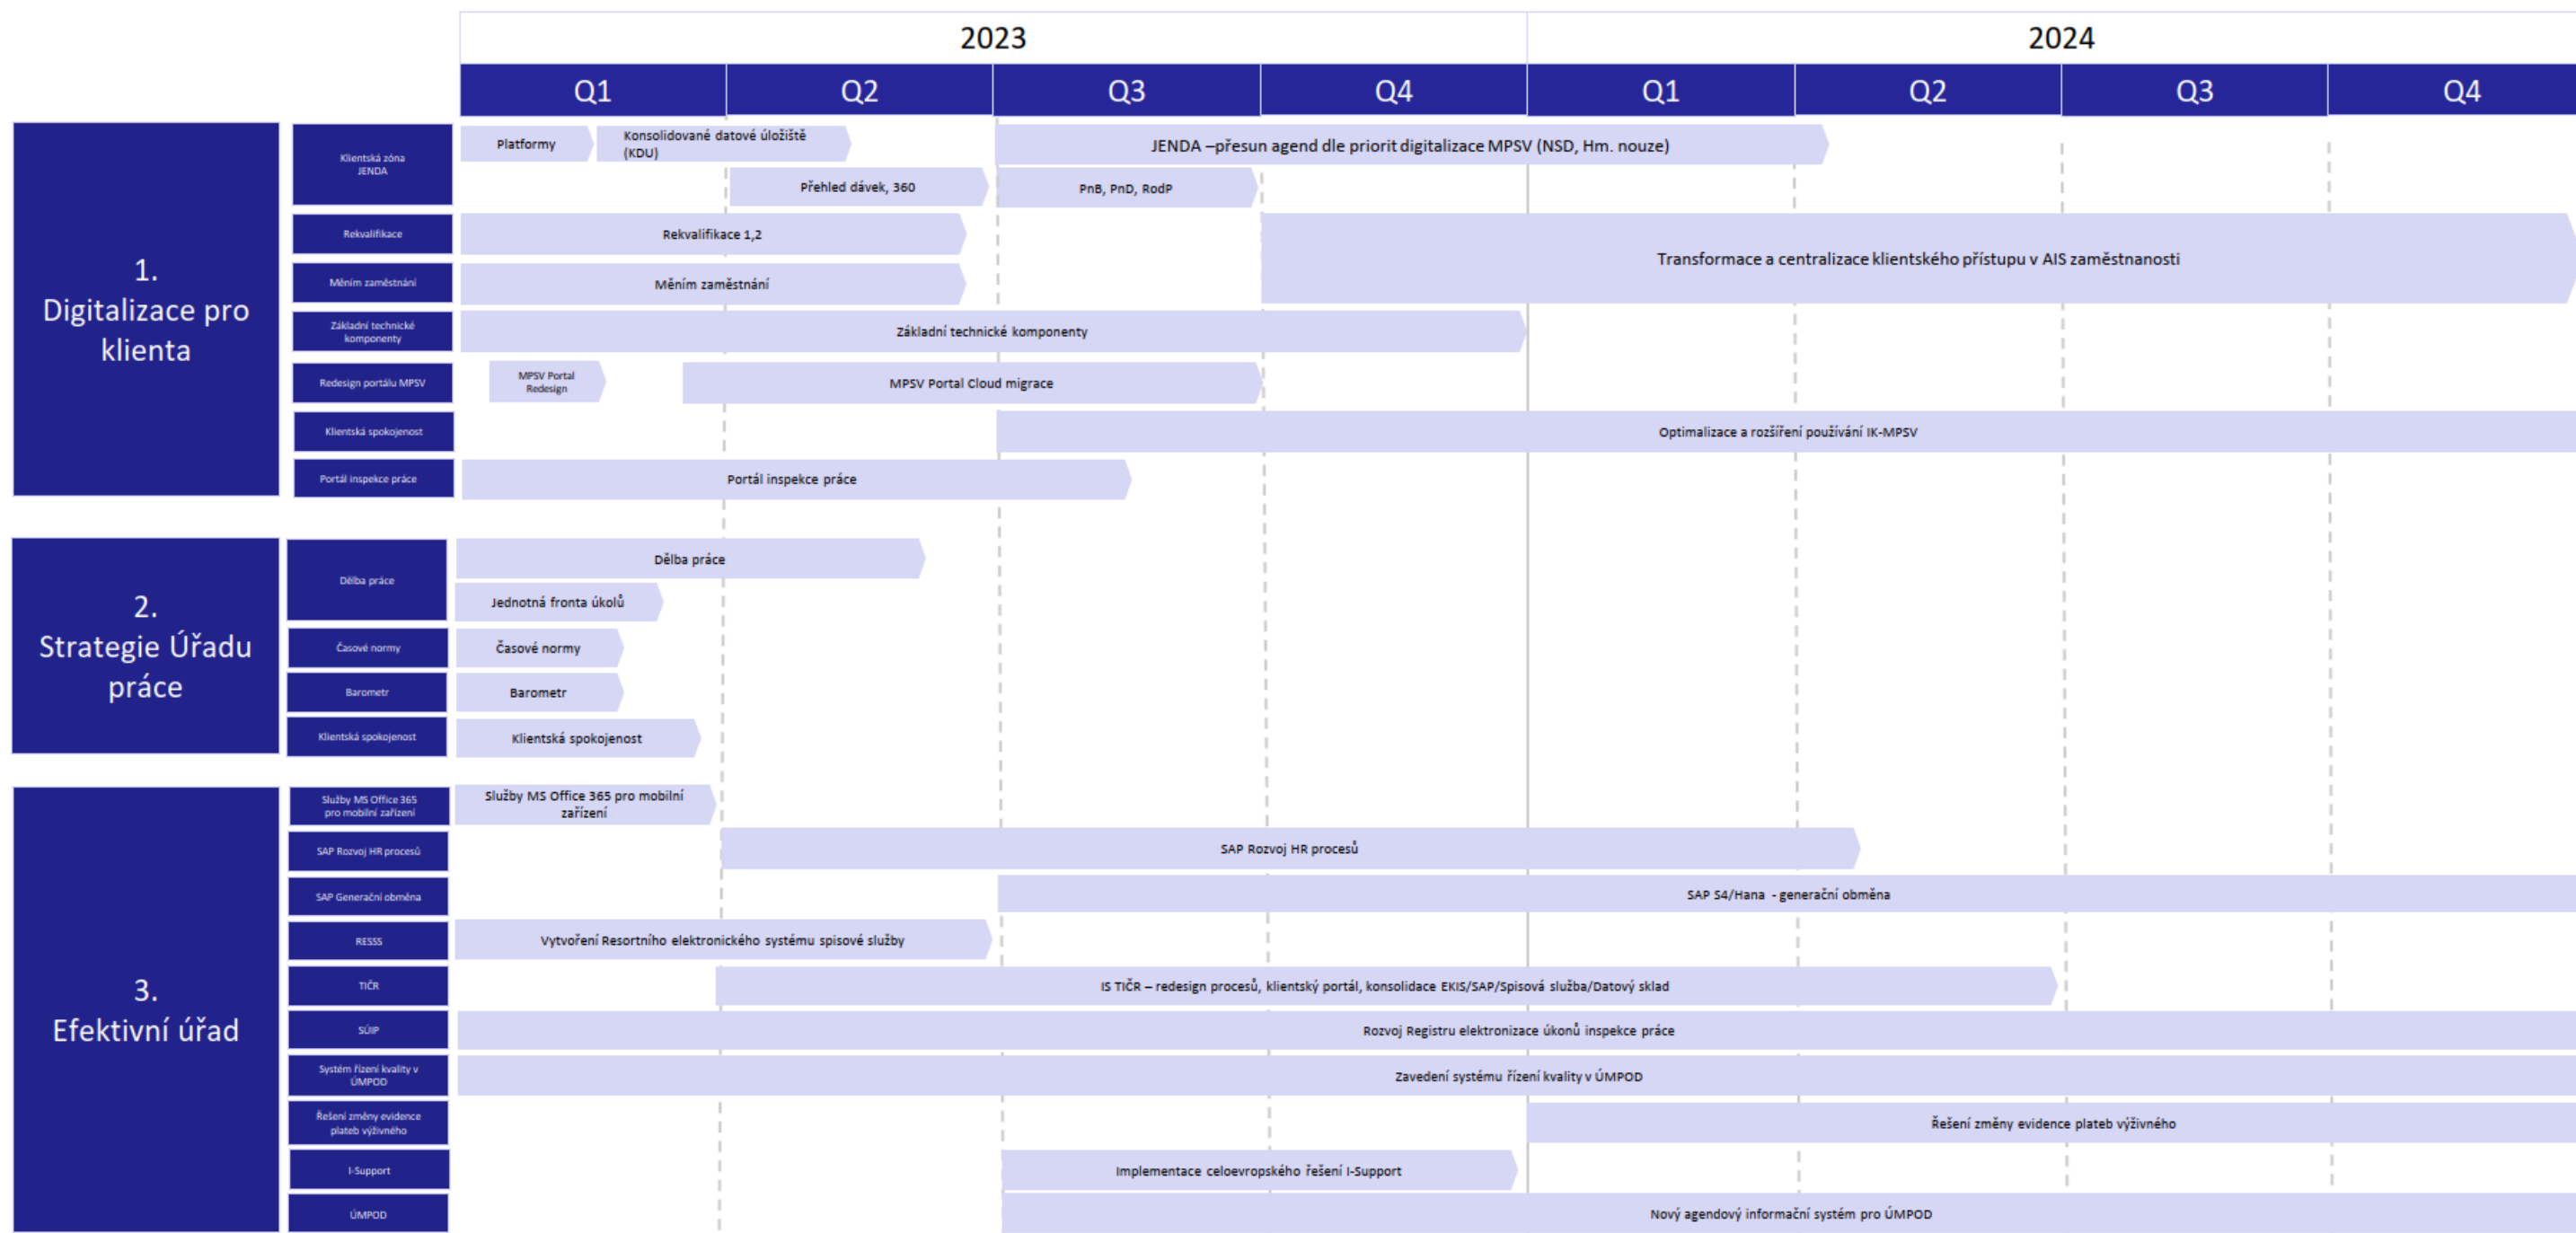 2023
2024
Q1
Q2
Q3
Q4
Q1
Q2
Q3
Q4
1.
Digitalizace pro
klienta
Klientská zóna
JENDA
Platformy
Konsolidované datové úložiště
(KDU)
JENDA –přesun agend dle priorit digitalizace MPSV (NSD, Hm. nouze)
Přehled dávek, 360
PnB, PnD, RodP
Rekvalifikace
Rekvalifikace 1,2
Transformace a centralizace klientského přístupu v AIS zaměstnanosti
Měním zaměstnání
Měním zaměstnání
Základní technické
komponenty
Základní technické komponenty
Redesign portálu MPSV
MPSV Portal
Redesign
MPSV Portal Cloud migrace
Klientská spokojenost
Optimalizace a rozšíření používání IK-MPSV
Portál inspekce práce
Portál inspekce práce
2.
Strategie Úřadu
práce
Dělba práce
Dělba práce
Jednotná fronta úkolů
Časové normy
Časové normy
Barometr
Barometr
Klientská spokojenost
Klientská spokojenost
3.
Efektivní úřad
Služby MS Office 365
pro mobilní zařízení
Služby MS Office 365 pro mobilní
zařízení
SAP Rozvoj HR procesů
SAP Rozvoj HR procesů
SAP Generační obměna
SAP S4/Hana - generační obměna
RESSS
Vytvoření Resortního elektronického systému spisové služby
TIČR
IS TIČR – redesign procesů, klientský portál, konsolidace EKIS/SAP/Spisová služba/Datový sklad
SÚIP
Rozvoj Registru elektronizace úkonů inspekce práce
Systém řízení kvality v
ÚMPOD
Zavedení systému řízení kvality v ÚMPOD
Řešení změny evidence
plateb výživného
Řešení změny evidence plateb výživného
I-Support
Implementace celoevropského řešení I-Support
ÚMPOD
Nový agendový informační systém pro ÚMPOD